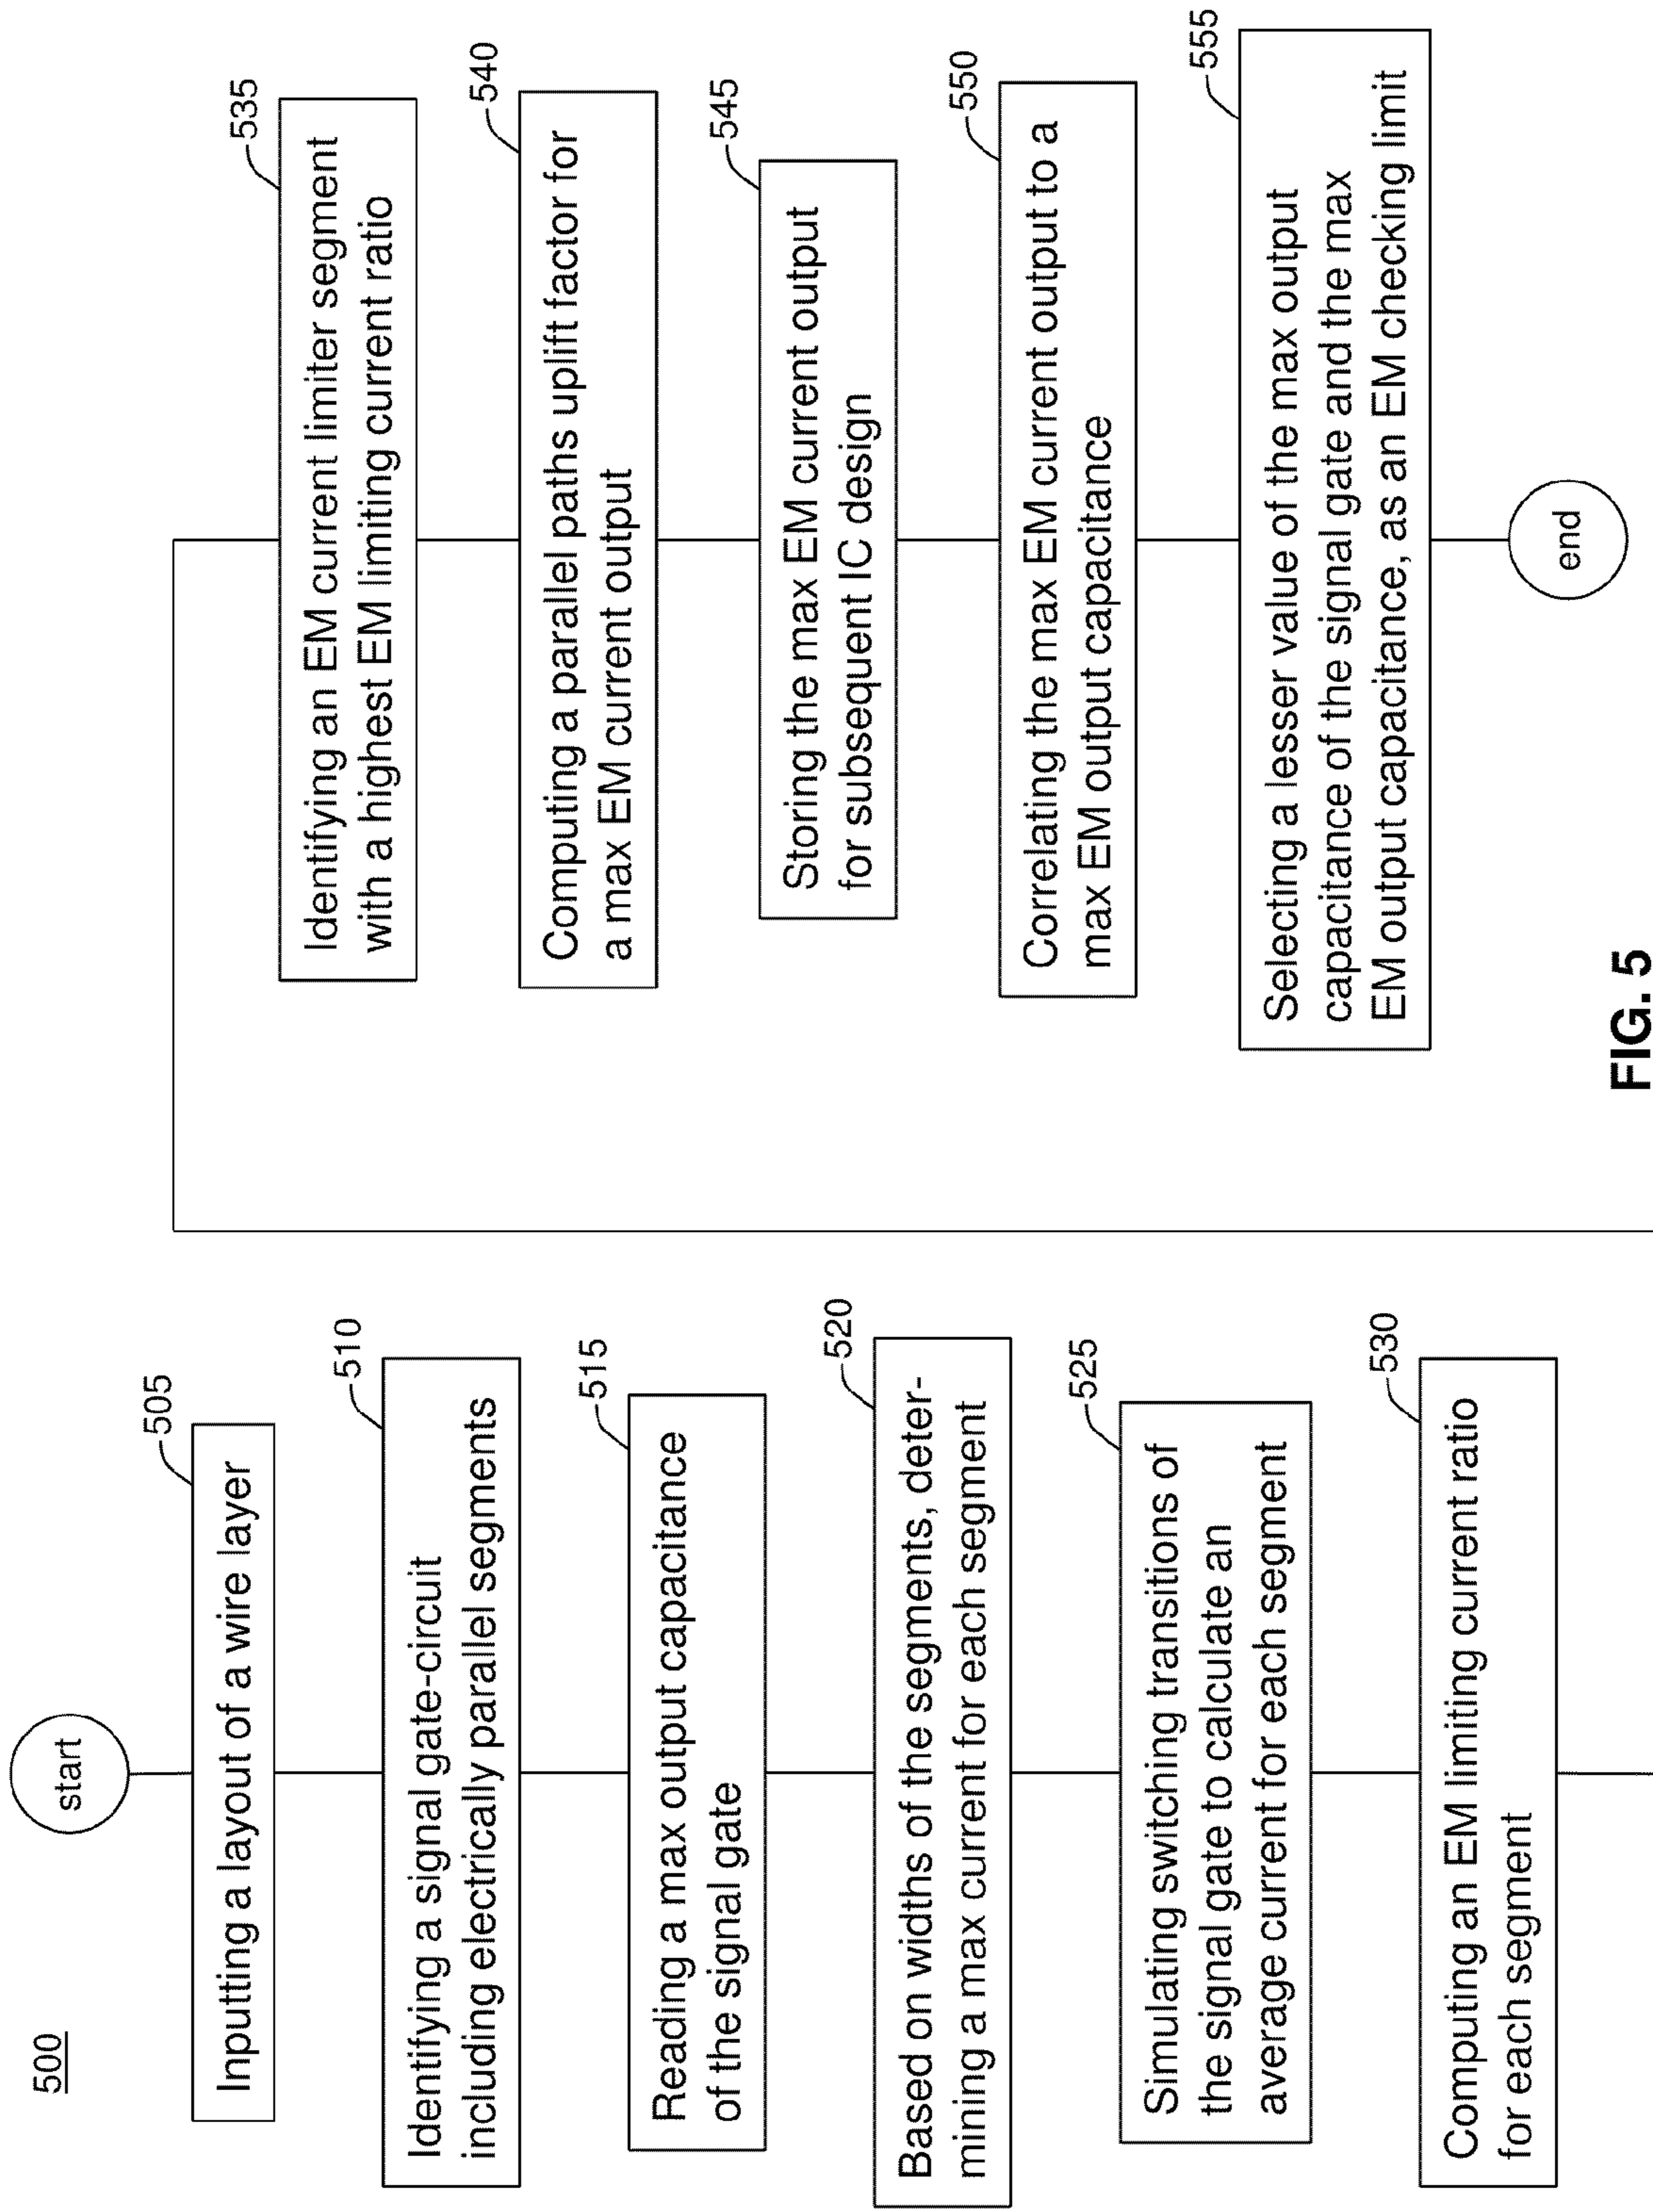 500
start
505
Inputing a layout of a wire layer
510
Identifying a signal gate-circuit
including electrically parallel segments
515
Reading a max output capacitance
of the signal gate
520
Based on widths of the segments, deter-
mining a max current for each segment
525
Simulating switching transitions of
the signal gate to calculate an
average current for each segment
530
Computing an EM limiting current ratio
for each segment
535
Identifying an EM current limiter segment
with a highest EM limiting current ratio
540
Computing a parallel paths uplift factor for
a max EM current output
545
Storing the max EM current output
for subsequent IC design
550
Correlating the max EM current output to a
max EM output capacitance
555
Selecting a lesser value of the max output
capacitance of the signal gate and the max
EM output capacitance, as an EM checking limit
end
FIG. 5